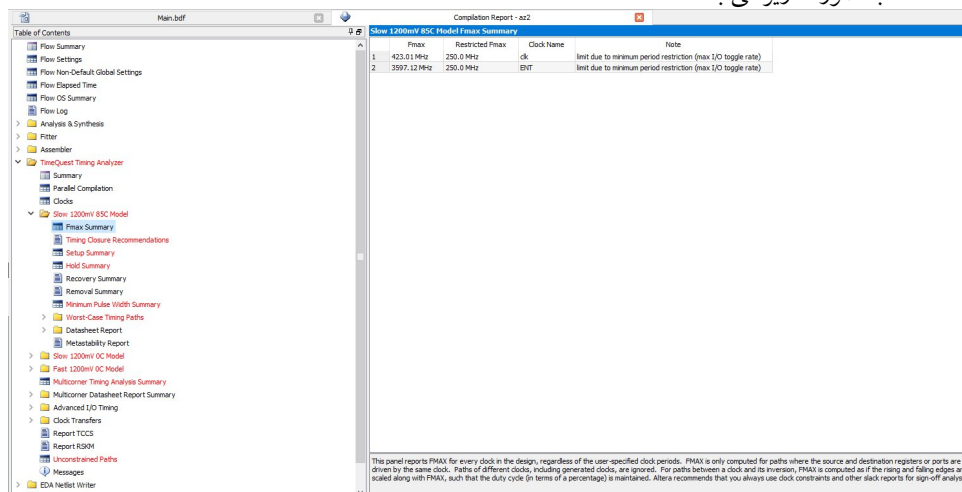 Main.bdf
Compilation Report - az2
Table of Contents
Flow Summary
Flow Settings
Flow Non-Default Global Settings
Flow Elapsed Time
Flow OS Summary
Flow Log
Analysis & Synthesis
Fitter
Assembler
TimeQuest Timing Analyzer
Summary
Parallel Compilation
Clocks
Slow 1200mV 85C Model
Fmax Summary
Timing Closure Recommendations
Setup Summary
Hold Summary
Recovery Summary
Removal Summary
Minimum Pulse Width Summary
Worst-Case Timing Paths
Datasheet Report
Metastability Report
Slow 1200mV 0C Model
Fast 1200mV 0C Model
Multicorner Timing Analysis Summary
Multicorner Datasheet Report Summary
Advanced I/O Timing
Clock Transfers
Report TCCS
Report RSKM
Unconstrained Paths
Messages
EDA Netlist Writer
Slow 1200mV 85C Model Fmax Summary
Fmax Restricted Fmax Clock Name Note
1 423.01 MHz 250.0 MHz clk limit due to minimum period restriction (max I/O toggle rate)
2 3597.12 MHz 250.0 MHz ENT limit due to minimum period restriction (max I/O toggle rate)
This panel reports FMAX for every clock in the design, regardless of the user-specified clock periods. FMAX is only computed for paths where the source and destination registers or ports are
driven by the same clock. Paths of different clocks, including generated clocks, are ignored. For paths between a clock and its inversion, FMAX is computed as if the rising and falling edges ar
scaled along with FMAX, such that the duty cycle (in terms of a percentage) is maintained. Altera recommends that you always use clock constraints and other slack reports for sign-off analys